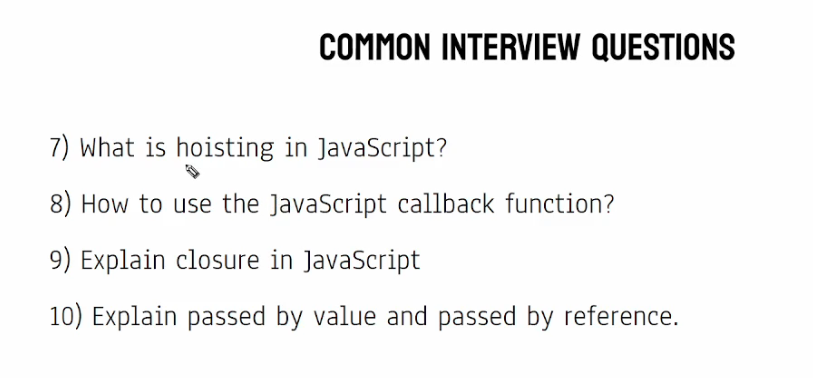 COMMON INTERVIEW QUESTIONS
7) What is hoisting in JavaScript?
8) How to use the JavaScript callback function?
9) Explain closure in JavaScript
10) Explain passed by value and passed by reference.